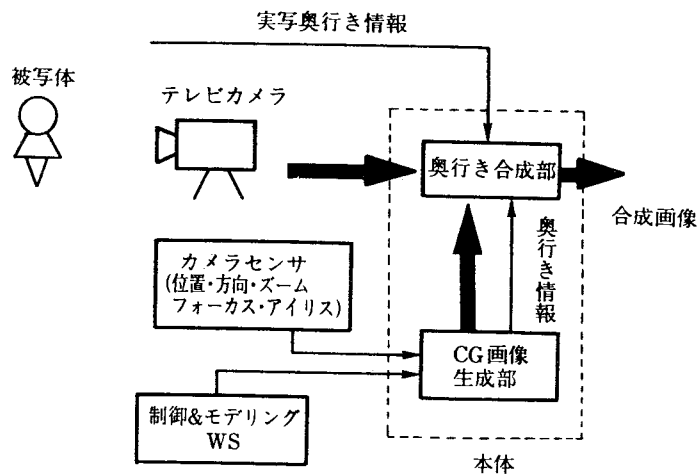 実写奥行き情報
被写体
テレビカメラ
奥行き合成部
合成画像
奥行き情報
カメラセンサ
(位置・方向・ズーム
フォーカス・アイリス)
CG画像
生成部
制御&モデリング
WS
本体